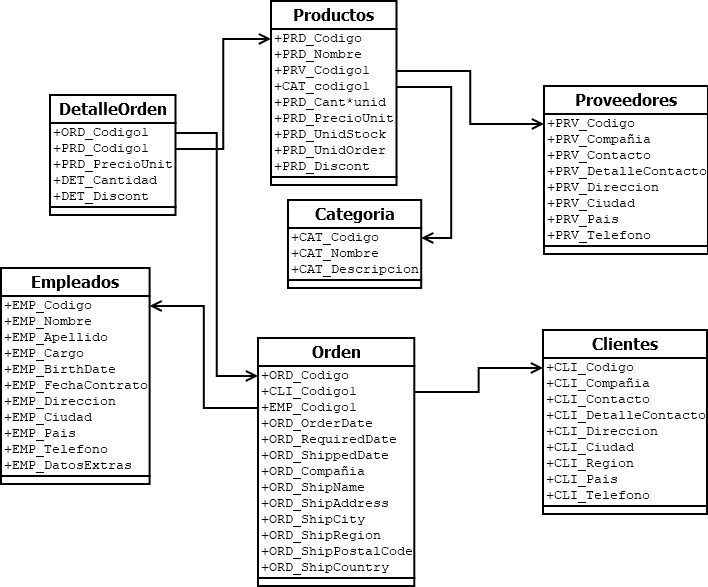 Productos
+PRD_Codigo
+PRD_Nombre
+PRV_Codigo1
+CAT_codigo1
+PRD_Cant*unid
+PRD_PrecioUnit
+PRD_UnidStock
+PRD_UnidOrder
+PRD_Discont
DetalleOrden
+ORD_Codigo1
+PRD_Codigo1
+PRD_PrecioUnit
+DET_Cantidad
+DET_Discont
Proveedores
+PRV_Codigo
+PRV_Compañia
+PRV_Contacto
+PRV_DetalleContacto
+PRV_Direccion
+PRV_Ciudad
+PRV_Pais
+PRV_Telefono
Categoria
+CAT_Codigo
+CAT_Nombre
+CAT_Descripcion
Empleados
+EMP_Codigo
+EMP_Nombre
+EMP_Apellido
+EMP_Cargo
+EMP_BirthDate
+EMP_FechaContrato
+EMP_Direccion
+EMP_Ciudad
+EMP_Pais
+EMP_Telefono
+EMP_DatosExtras
Orden
+ORD_Codigo
+CLI_Codigo1
+EMP_Codigo1
+ORD_OrderDate
+ORD_RequiredDate
+ORD_ShippedDate
+ORD_Compañia
+ORD_ShipName
+ORD_ShipAddress
+ORD_ShipCity
+ORD_ShipRegion
+ORD_ShipPostalCode
+ORD_ShipCountry
Clientes
+CLI_Codigo
+CLI_Compañia
+CLI_Contacto
+CLI_DetalleContacto
+CLI_Direccion
+CLI_Ciudad
+CLI_Region
+CLI_Pais
+CLI_Telefono